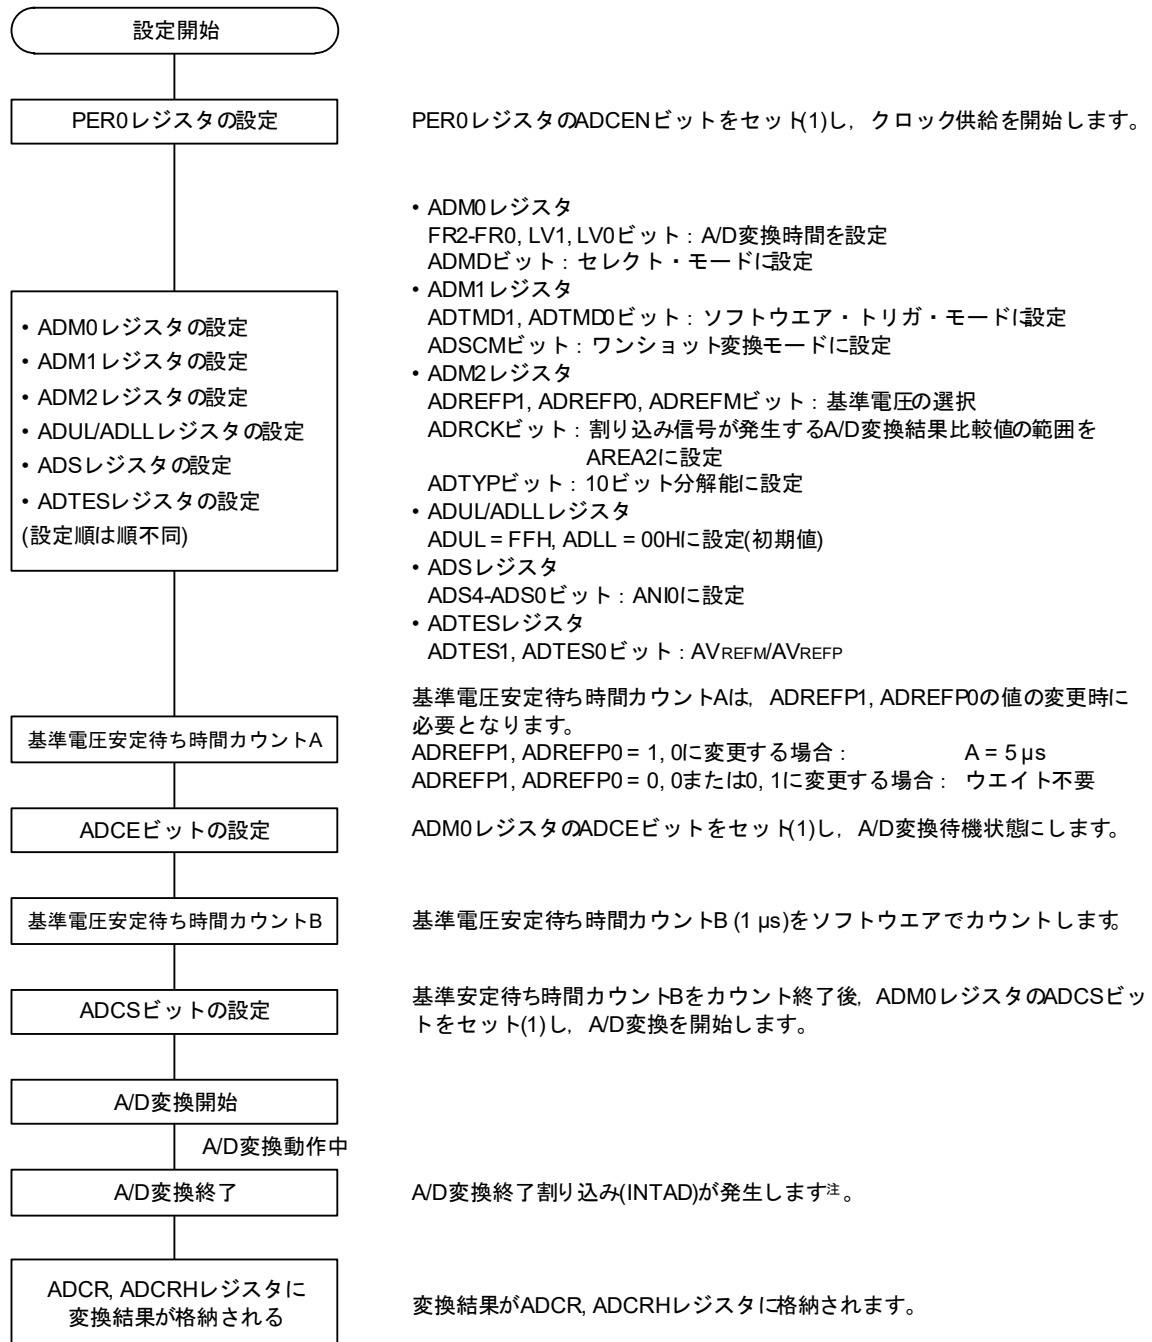 設定開始
PER0レジスタの設定
PER0レジスタのADCENビットをセット(1)し，クロック供給を開始します。
• ADM0レジスタの設定
• ADM1レジスタの設定
• ADM2レジスタの設定
• ADUL/ADLLレジスタの設定
• ADSレジスタの設定
• ADTESレジスタの設定
(設定順は順不同)
• ADM0レジスタ
FR2-FR0, LV1, LV0ビット：A/D変換時間を設定
ADMDビット：セレクト・モードに設定
• ADM1レジスタ
ADTMD1, ADTMD0ビット：ソフトウエア・トリガ・モードに設定
ADSCMビット：ワンショット変換モードに設定
• ADM2レジスタ
ADREFP1, ADREFP0, ADREFMビット：基準電圧の選択
ADRCKビット：割り込み信号が発生するA/D変換結果比較値の範囲を
AREA2に設定
ADTYPビット：10ビット分解能に設定
• ADUL/ADLLレジスタ
ADUL = FFH, ADLL = 00Hに設定(初期値)
• ADSレジスタ
ADS4-ADS0ビット：ANI0に設定
• ADTESレジスタ
ADTES1, ADTES0ビット：AVREFM/AVREFP
基準電圧安定待ち時間カウントA
基準電圧安定待ち時間カウントAは，ADREFP1, ADREFP0の値の変更時に
必要となります。
ADREFP1, ADREFP0 = 1, 0に変更する場合： A = 5 µs
ADREFP1, ADREFP0 = 0, 0または0, 1に変更する場合： ウエイト不要
ADCEビットの設定
ADM0レジスタのADCEビットをセット(1)し，A/D変換待機状態にします。
基準電圧安定待ち時間カウントB
基準電圧安定待ち時間カウントB (1 µs)をソフトウエアでカウントします。
ADCSビットの設定
基準安定待ち時間カウントBをカウント終了後，ADM0レジスタのADCSビッ
トをセット(1)し，A/D変換を開始します。
A/D変換開始
A/D変換動作中
A/D変換終了
A/D変換終了割り込み(INTAD)が発生します注。
ADCR, ADCRHレジスタに
変換結果が格納される
変換結果がADCR, ADCRHレジスタに格納されます。